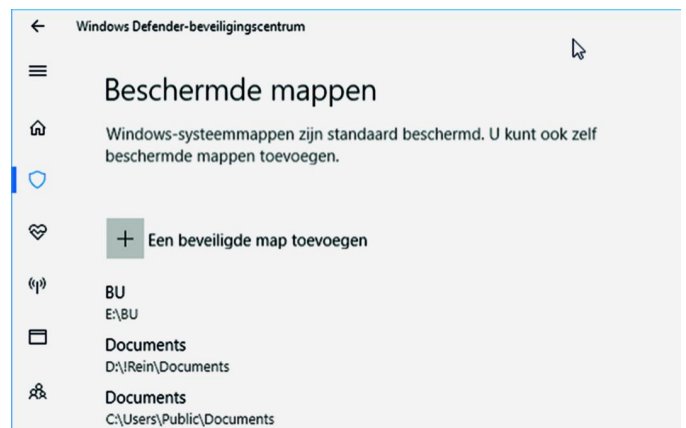 Windows Defender-beveiligingscentrum
Beschermde mappen
Windows-systeemmappen zijn standaard beschermd. U kunt ook zelf
beschermde mappen toevoegen.
Een beveiligde map toevoegen
BU
E:\BU
Documents
D:\!Rein\Documents
Documents
C:\Users\Public\Documents